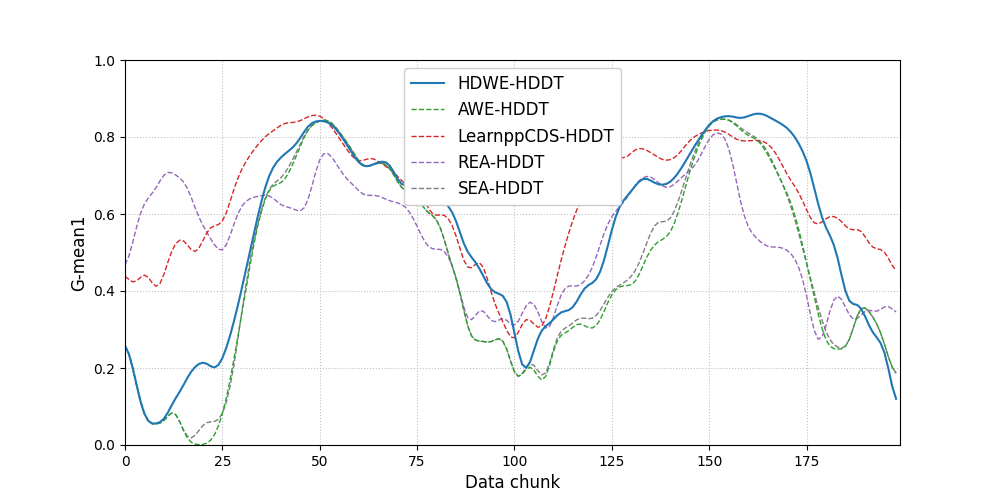 1.0
0.8
0.6
0.4
0.2
0.0
G-mean1
HDWE-HDDT
AWE-HDDT
LearnppCDS-HDDT
REA-HDDT
SEA-HDDT
0 25 50 75 100 125 150 175
Data chunk